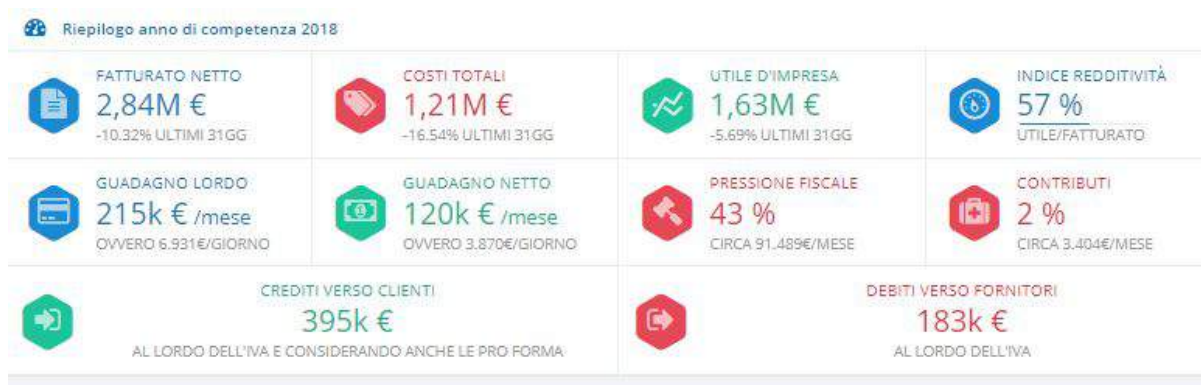 Riepilogo anno di competenza 2018
FATTURATO NETTO
2,84M €
-10.32% ULTIMI 31GG
COSTI TOTALI
1,21M €
-16.54% ULTIMI 31GG
UTILE D'IMPRESA
1,63M €
-5.69% ULTIMI 31GG
INDICE REDDITIVITÀ
57 %
UTILE/FATTURATO
GUADAGNO LORDO
215k € /mese
OVVERO 6.931€/GIORNO
GUADAGNO NETTO
120k € /mese
OVVERO 3.870€/GIORNO
PRESSIONE FISCALE
43 %
CIRCA 91.489€/MESE
CONTRIBUTI
2 %
CIRCA 3.404€/MESE
CREDITI VERSO CLIENTI
395k €
AL LORDO DELL'IVA E CONSIDERANDO ANCHE LE PRO FORMA
DEBITI VERSO FORNITORI
183k €
AL LORDO DELL'IVA